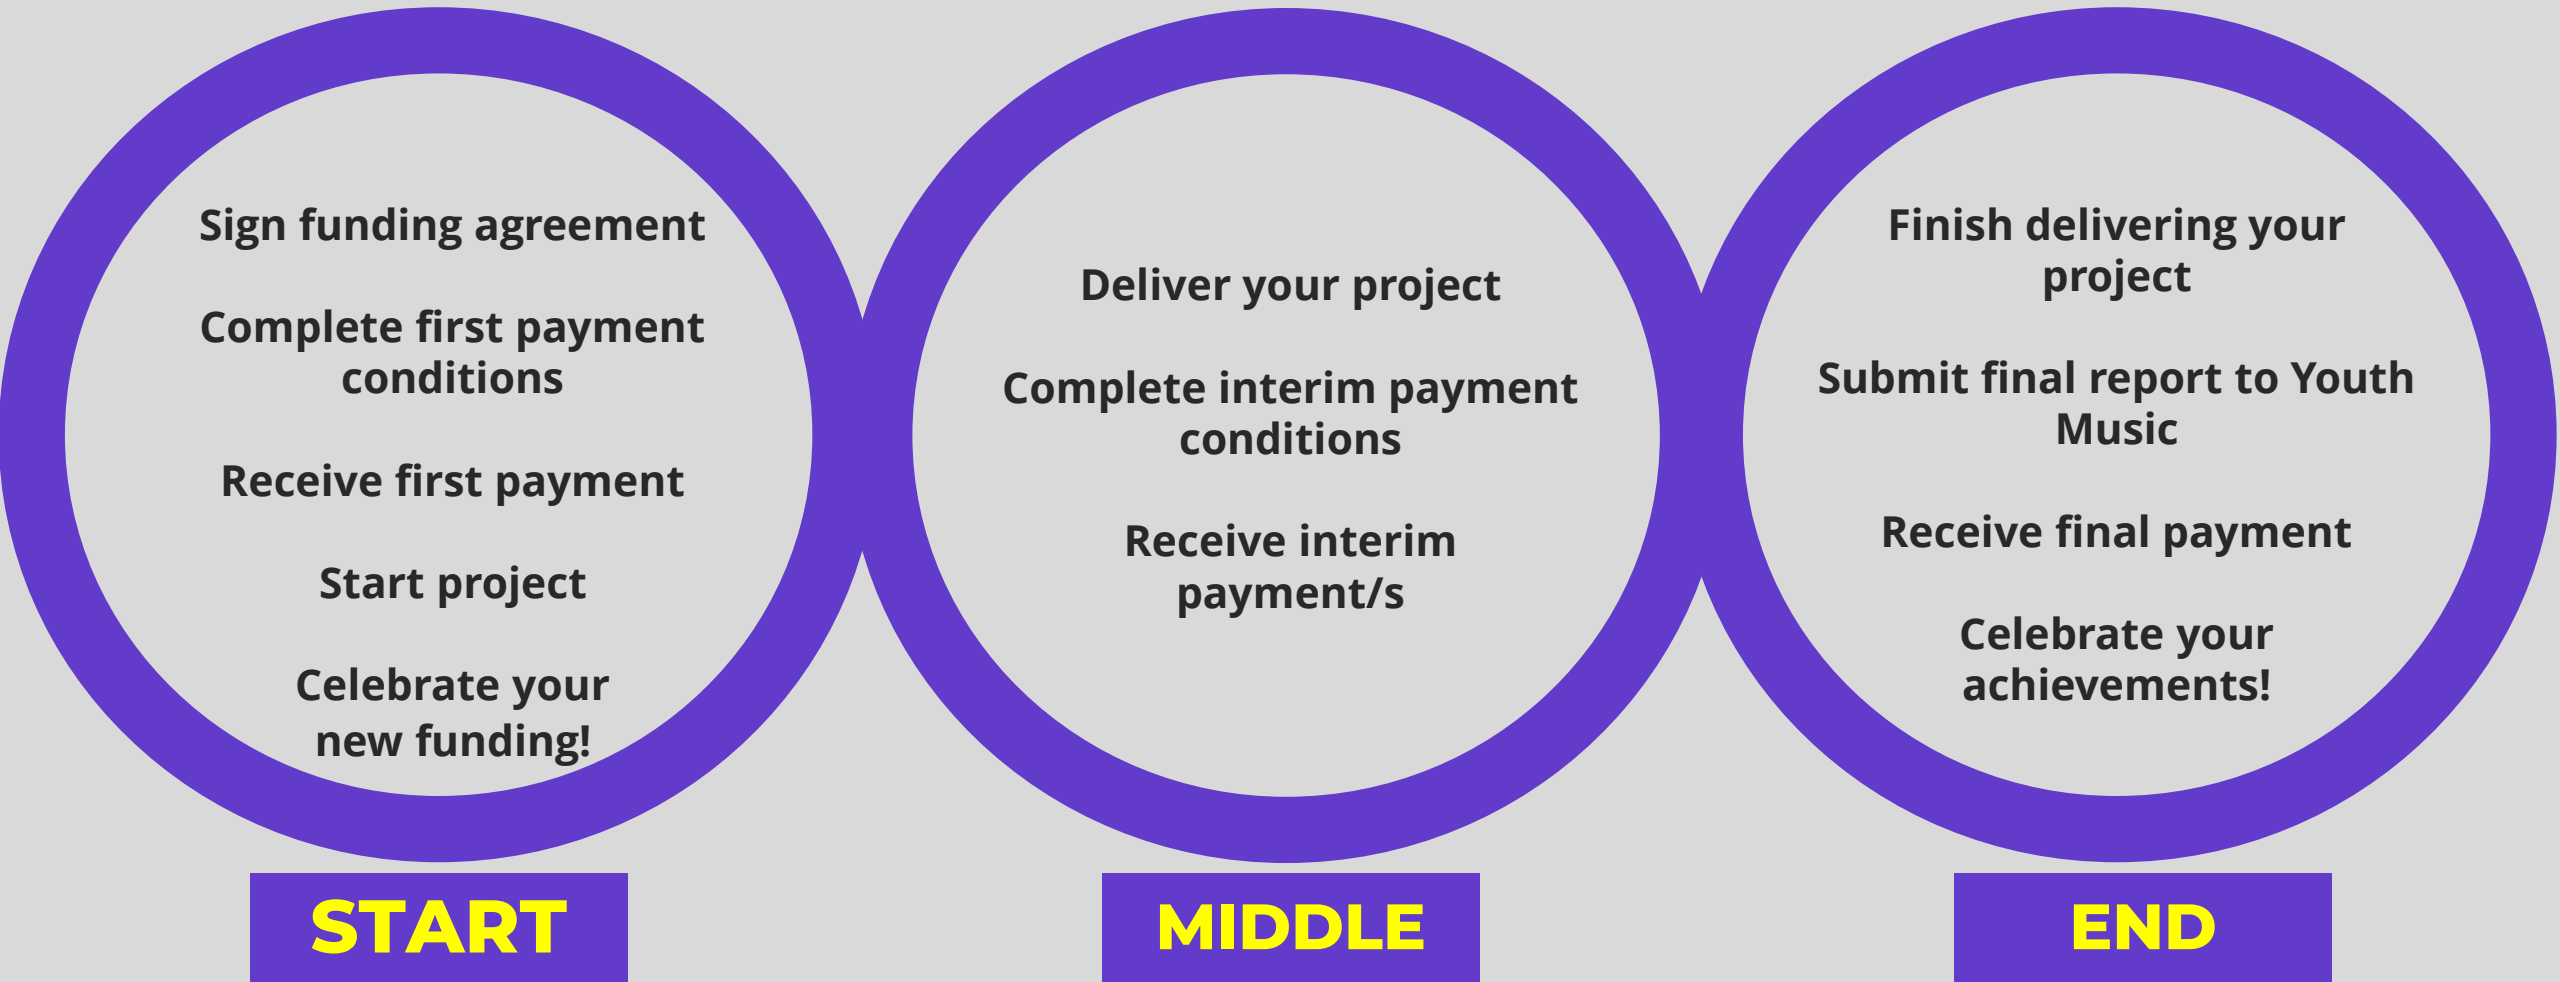 Sign funding agreement
Complete first payment
conditions
Receive first payment
Start project
Celebrate your
new funding!
START
Deliver your project
Complete interim payment
conditions
Receive interim
payment/s
MIDDLE
Finish delivering your
project
Submit final report to Youth
Music
Receive final payment
Celebrate your
achievements!
END